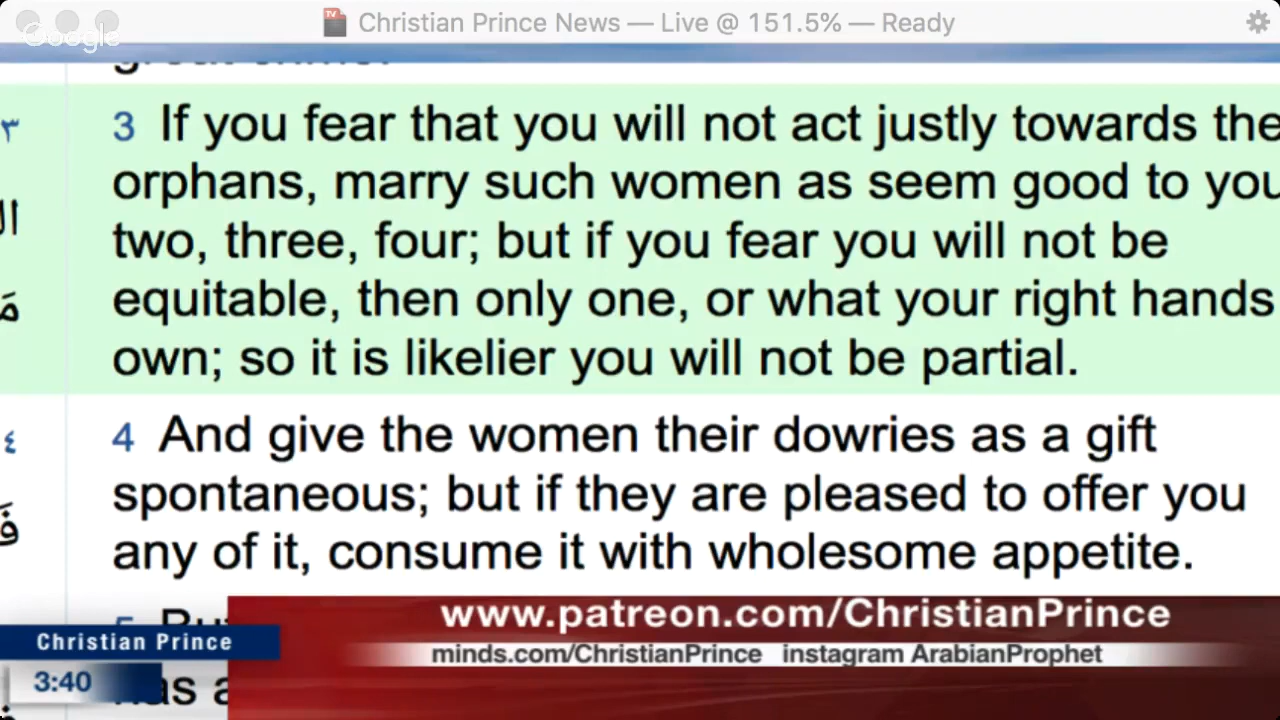 Christian Prince News — Live @ 151.5% — Ready
Google
3 If you fear that you will not act justly towards the
orphans, marry such women as seem good to you
two, three, four; but if you fear you will not be
equitable, then only one, or what your right hands
own; so it is likelier you will not be partial.
4 And give the women their dowries as a gift
spontaneous; but if they are pleased to offer you
any of it, consume it with wholesome appetite.
٣
٤
5
www.patreon.com/ChristianPrince
Christian Prince
minds.com/ChristianPrince instagram ArabianProphet
3:40